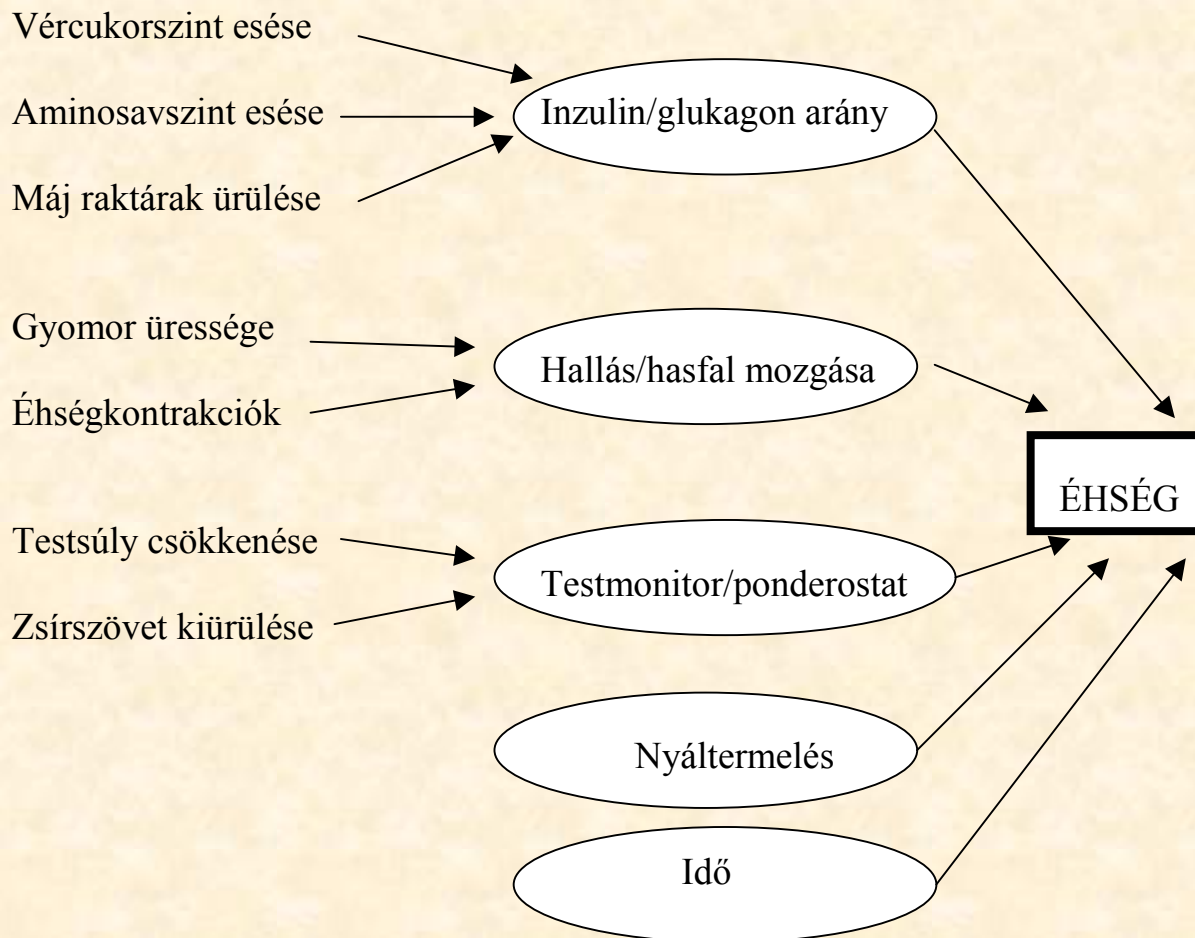 Vércukorszint esése
Aminosavszint esése
Inzulin/glukagon arány
Máj raktárak ürülése
Gyomor üressége
Hallás/hasfal mozgása
Éhségkontrakciók
ÉHSÉG
Testsúly csökkenése
Testmonitor/ponderostat
Zsírszövet kiürülése
Nyáltermelés
Idő